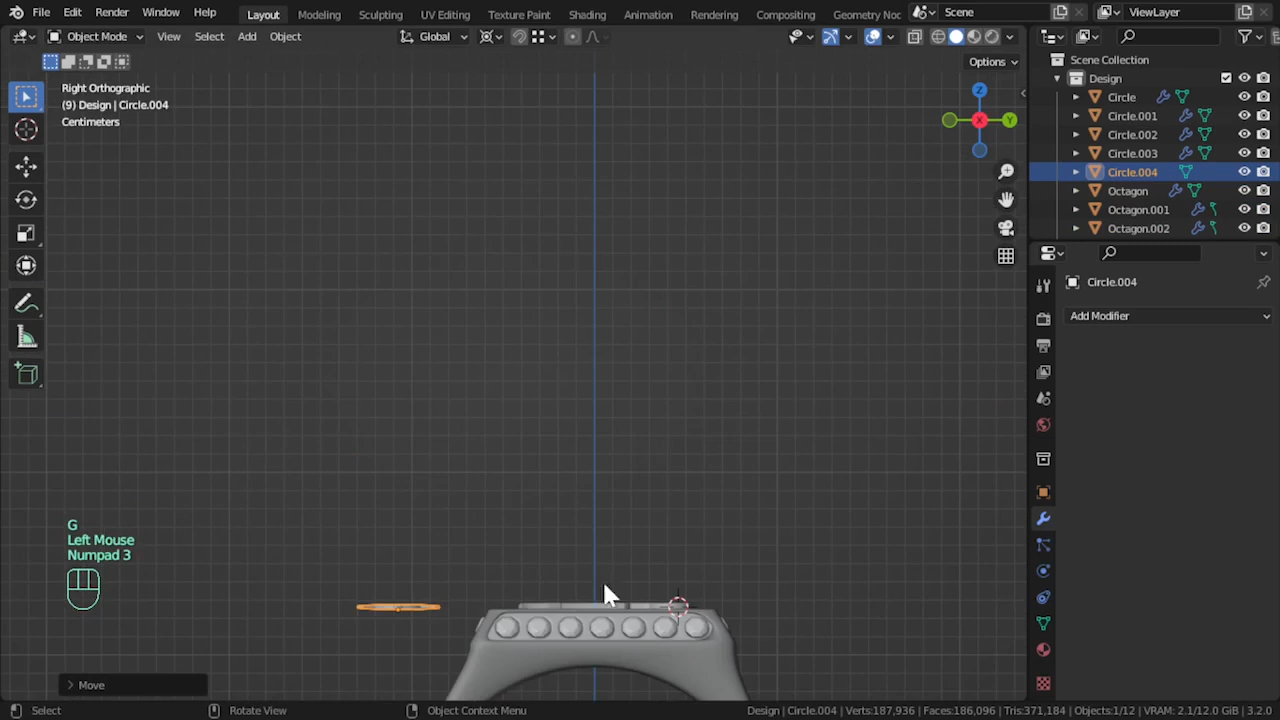 File Edit Render Window Help Layout Modeling Sculpting UV Editing Texture Paint Shading Animation Rendering Compositing Geometry Noc Scene ViewLayer
Object Mode View Select Add Object Global
Options
Right Orthographic
(9) Design | Circle.004
Centimeters
Z
Y
X
Scene Collection
Design
Circle
Circle.001
Circle.002
Circle.003
Circle.004
Octagon
Octagon.001
Octagon.002
Circle.004
Add Modifier
G
Left Mouse
Numpad 3
Move
Select Rotate View Object Context Menu Design | Circle.004 | Verts:187,936 | Faces:186,096 | Tris:371,184 | Objects:1/12 | VRAM: 2.1/12.0 GiB | 3.2.0